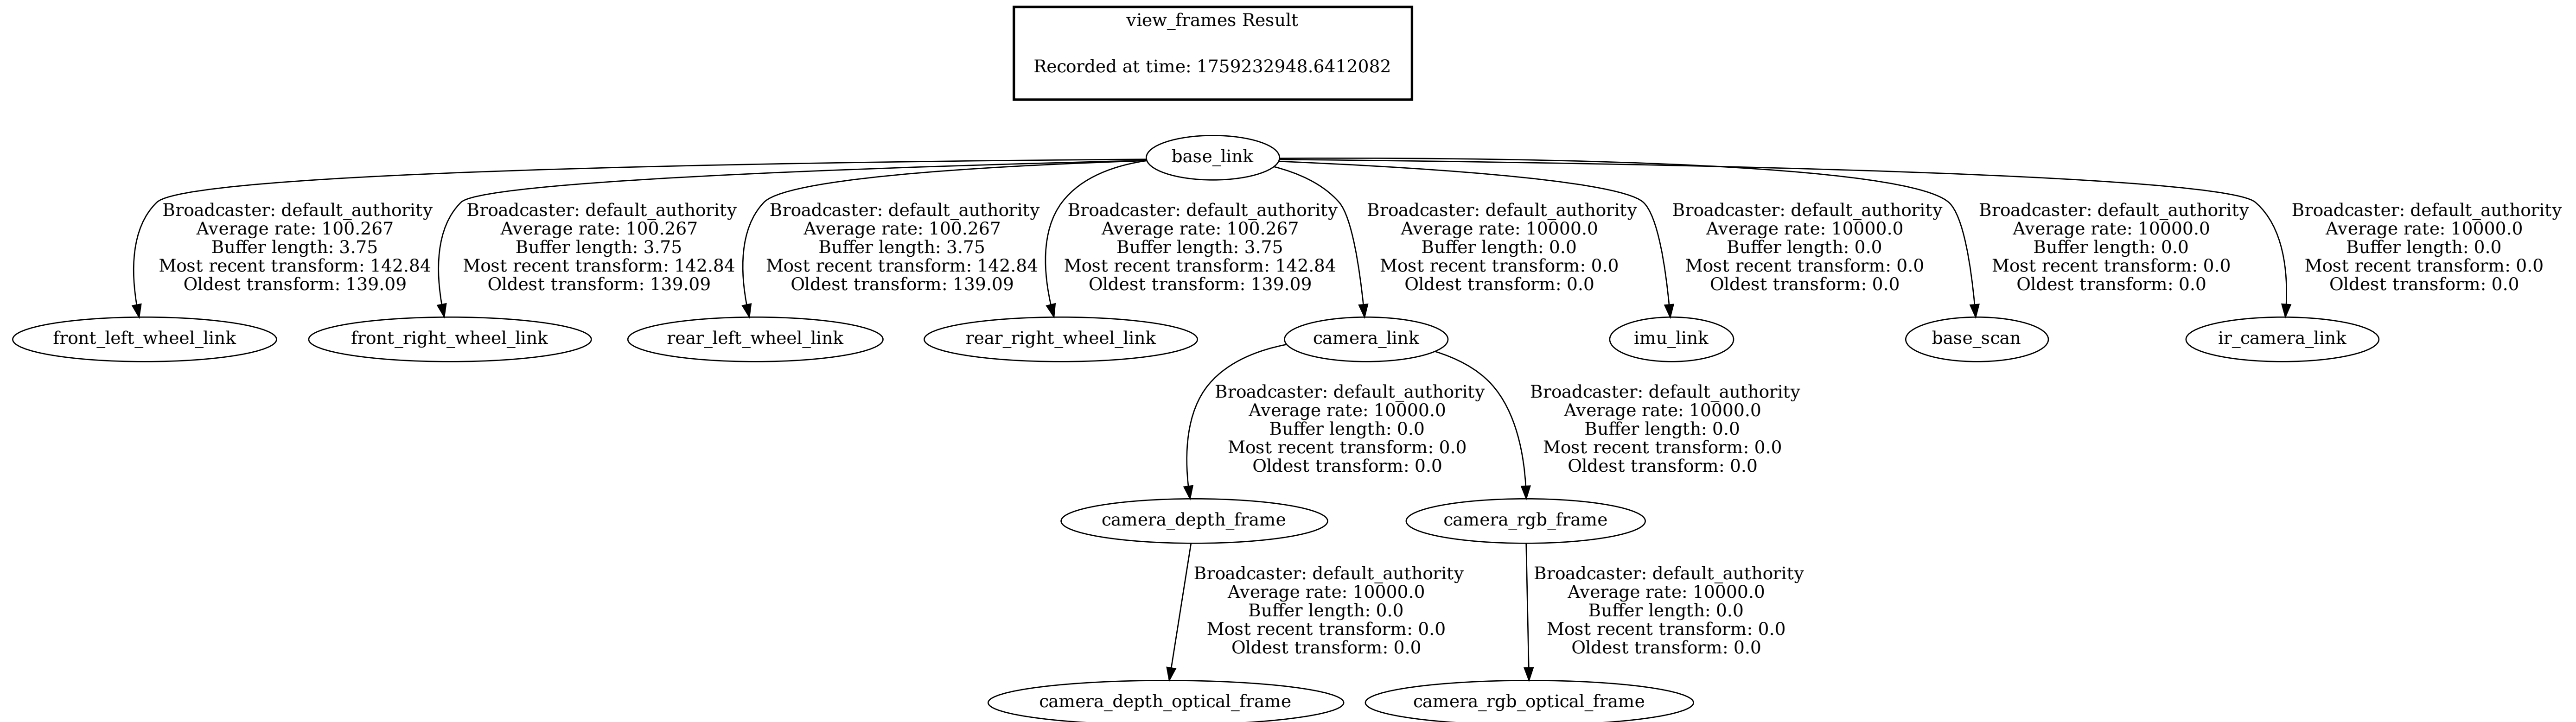 view_frames Result
Recorded at time: 1759232948.6412082
base_link
Broadcaster: default_authority
Average rate: 100.267
Buffer length: 3.75
Most recent transform: 142.84
Oldest transform: 139.09
Broadcaster: default_authority
Average rate: 100.267
Buffer length: 3.75
Most recent transform: 142.84
Oldest transform: 139.09
Broadcaster: default_authority
Average rate: 100.267
Buffer length: 3.75
Most recent transform: 142.84
Oldest transform: 139.09
Broadcaster: default_authority
Average rate: 100.267
Buffer length: 3.75
Most recent transform: 142.84
Oldest transform: 139.09
Broadcaster: default_authority
Average rate: 10000.0
Buffer length: 0.0
Most recent transform: 0.0
Oldest transform: 0.0
Broadcaster: default_authority
Average rate: 10000.0
Buffer length: 0.0
Most recent transform: 0.0
Oldest transform: 0.0
Broadcaster: default_authority
Average rate: 10000.0
Buffer length: 0.0
Most recent transform: 0.0
Oldest transform: 0.0
Broadcaster: default_authority
Average rate: 10000.0
Buffer length: 0.0
Most recent transform: 0.0
Oldest transform: 0.0
front_left_wheel_link
front_right_wheel_link
rear_left_wheel_link
rear_right_wheel_link
camera_link
imu_link
base_scan
ir_camera_link
Broadcaster: default_authority
Average rate: 10000.0
Buffer length: 0.0
Most recent transform: 0.0
Oldest transform: 0.0
Broadcaster: default_authority
Average rate: 10000.0
Buffer length: 0.0
Most recent transform: 0.0
Oldest transform: 0.0
camera_depth_frame
camera_rgb_frame
Broadcaster: default_authority
Average rate: 10000.0
Buffer length: 0.0
Most recent transform: 0.0
Oldest transform: 0.0
Broadcaster: default_authority
Average rate: 10000.0
Buffer length: 0.0
Most recent transform: 0.0
Oldest transform: 0.0
camera_depth_optical_frame
camera_rgb_optical_frame